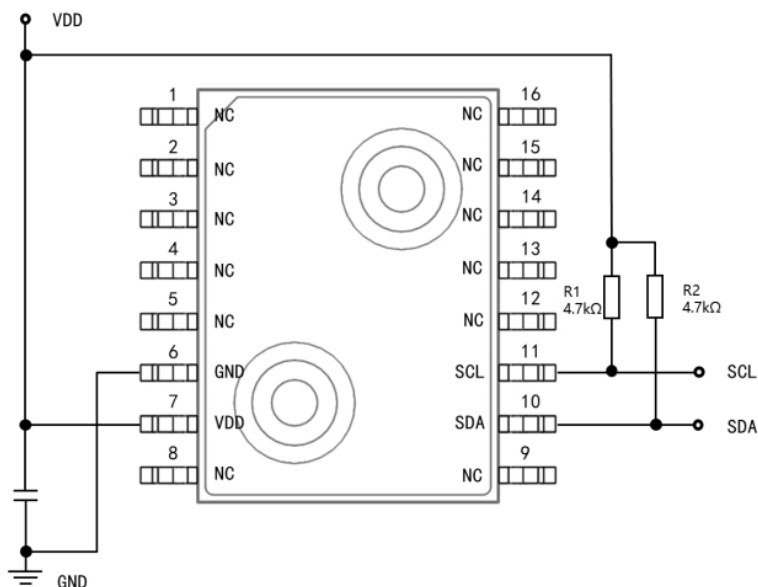 VDD
1 16
NC NC
2 15
NC NC
3 14
NC NC
4 13
NC NC
5 12
NC NC
R1
4.7kΩ
R2
4.7kΩ
6 11
GND SCL SCL
7 10
VDD SDA SDA
8 9
NC NC
GND